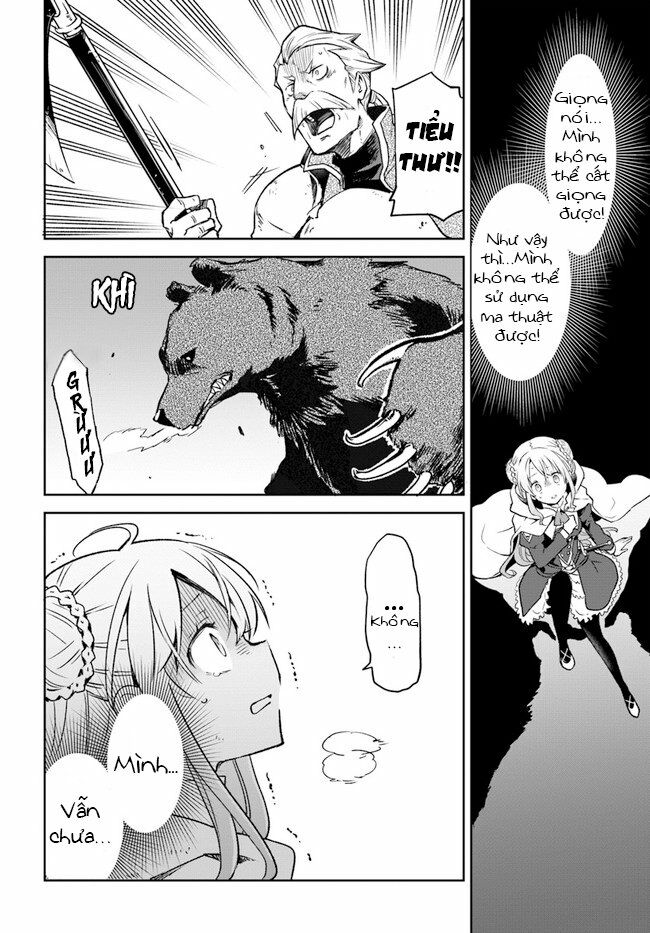 Giọng
nói...
Mình
không
thể cất
giọng
được!
Như vậy
thì...Mình
không thể
sử dụng
ma thuật
được!
TIỂU
THƯ!!
KHÌ
GRỪƯƯ
...
Không
...
Mình...
Vẫn
chưa...